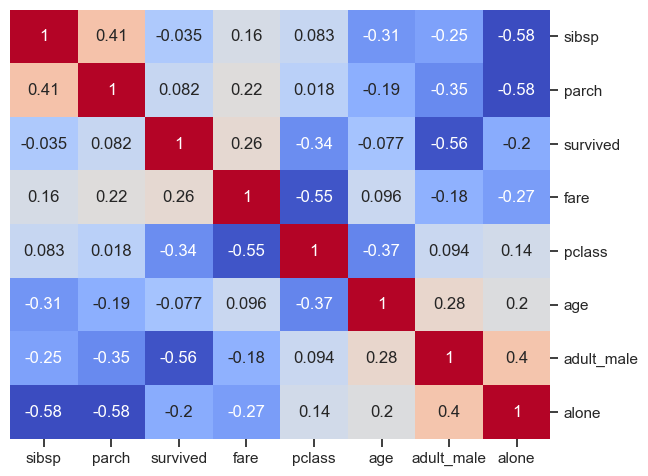 1 0.41 -0.035 0.16 0.083 -0.31 -0.25 -0.58 sibsp
0.41 1 0.082 0.22 0.018 -0.19 -0.35 -0.58 parch
-0.035 0.082 1 0.26 -0.34 -0.077 -0.56 -0.2 survived
0.16 0.22 0.26 1 -0.55 0.096 -0.18 -0.27 fare
0.083 0.018 -0.34 -0.55 1 -0.37 0.094 0.14 pclass
-0.31 -0.19 -0.077 0.096 -0.37 1 0.28 0.2 age
-0.25 -0.35 -0.56 -0.18 0.094 0.28 1 0.4 adult_male
-0.58 -0.58 -0.2 -0.27 0.14 0.2 0.4 1 alone
sibsp parch survived fare pclass age adult_male alone